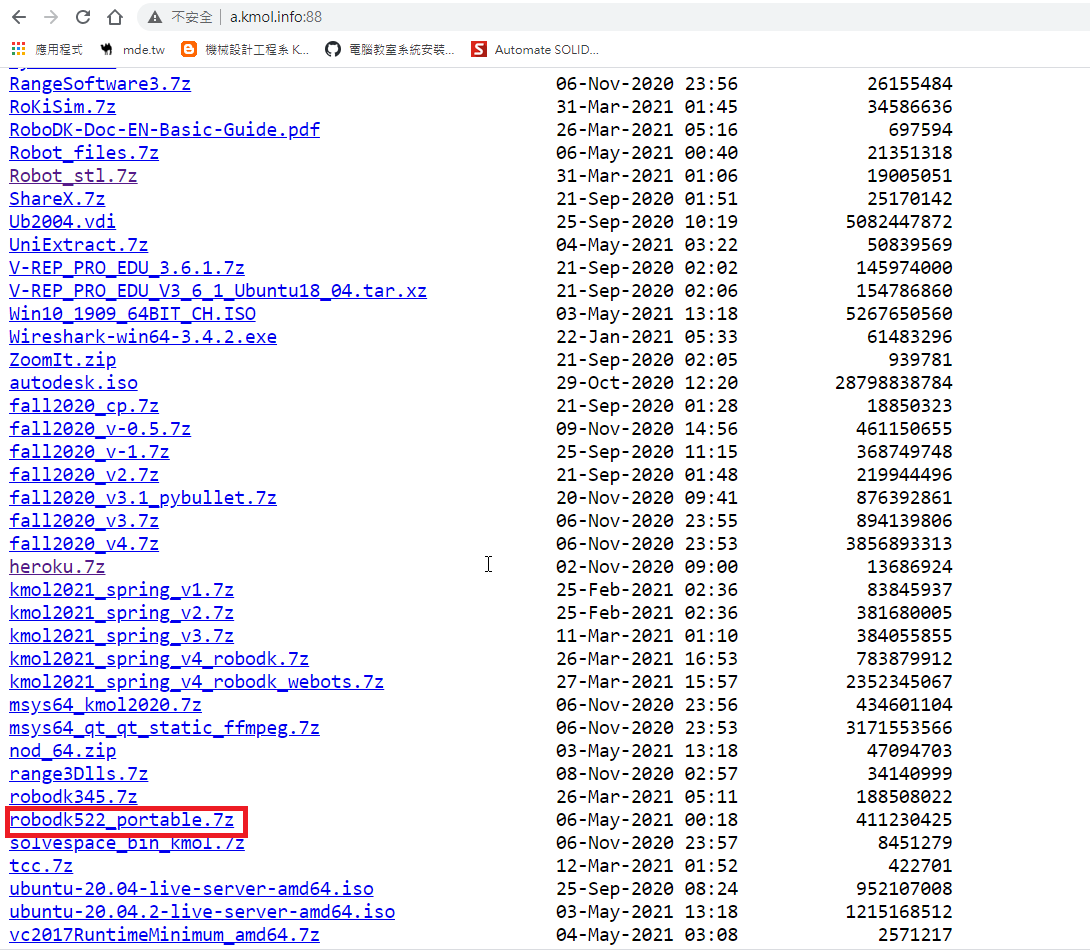 不安全 | a.kmol.info:88
應用程式 mde.tw 機械設計工程系 K... 電腦教室系統安裝... Automate SOLID...
RangeSoftware3.7z 06-Nov-2020 23:56 26155484
RoKiSim.7z 31-Mar-2021 01:45 34586636
RoboDK-Doc-EN-Basic-Guide.pdf 26-Mar-2021 05:16 697594
Robot_files.7z 06-May-2021 00:40 21351318
Robot_stl.7z 31-Mar-2021 01:06 19005051
ShareX.7z 21-Sep-2020 01:51 25170142
Ub2004.vdi 25-Sep-2020 10:19 5082447872
UniExtract.7z 04-May-2021 03:22 50839569
V-REP_PRO_EDU_3.6.1.7z 21-Sep-2020 02:02 145974000
V-REP_PRO_EDU_V3_6_1_Ubuntu18_04.tar.xz 21-Sep-2020 02:06 154786860
Win10_1909_64BIT_CH.ISO 03-May-2021 13:18 5267650560
Wireshark-win64-3.4.2.exe 22-Jan-2021 05:33 61483296
ZoomIt.zip 21-Sep-2020 02:05 939781
autodesk.iso 29-Oct-2020 12:20 28798838784
fall2020_cp.7z 21-Sep-2020 01:28 18850323
fall2020_v-0.5.7z 09-Nov-2020 14:56 461150655
fall2020_v-1.7z 25-Sep-2020 11:15 368749748
fall2020_v2.7z 21-Sep-2020 01:48 219944496
fall2020_v3.1_pybullet.7z 20-Nov-2020 09:41 876392861
fall2020_v3.7z 06-Nov-2020 23:55 894139806
fall2020_v4.7z 06-Nov-2020 23:53 3856893313
heroku.7z 02-Nov-2020 09:00 13686924
kmol2021_spring_v1.7z 25-Feb-2021 02:36 83845937
kmol2021_spring_v2.7z 25-Feb-2021 02:36 381680005
kmol2021_spring_v3.7z 11-Mar-2021 01:10 384055855
kmol2021_spring_v4_robodk.7z 26-Mar-2021 16:53 783879912
kmol2021_spring_v4_robodk_webots.7z 27-Mar-2021 15:57 2352345067
msys64_kmol2020.7z 06-Nov-2020 23:56 434601104
msys64_qt_qt_static_ffmpeg.7z 06-Nov-2020 23:53 3171553566
nod_64.zip 03-May-2021 13:18 47094703
range3Dlls.7z 08-Nov-2020 02:57 34140999
robodk345.7z 26-Mar-2021 05:11 188508022
robodk522_portable.7z 06-May-2021 00:18 411230425
solvespace_bin_kmol.7z 06-Nov-2020 23:57 8451279
tcc.7z 12-Mar-2021 01:52 422701
ubuntu-20.04-live-server-amd64.iso 25-Sep-2020 08:24 952107008
ubuntu-20.04.2-live-server-amd64.iso 03-May-2021 13:18 1215168512
vc2017RuntimeMinimum_amd64.7z 04-May-2021 03:08 2571217